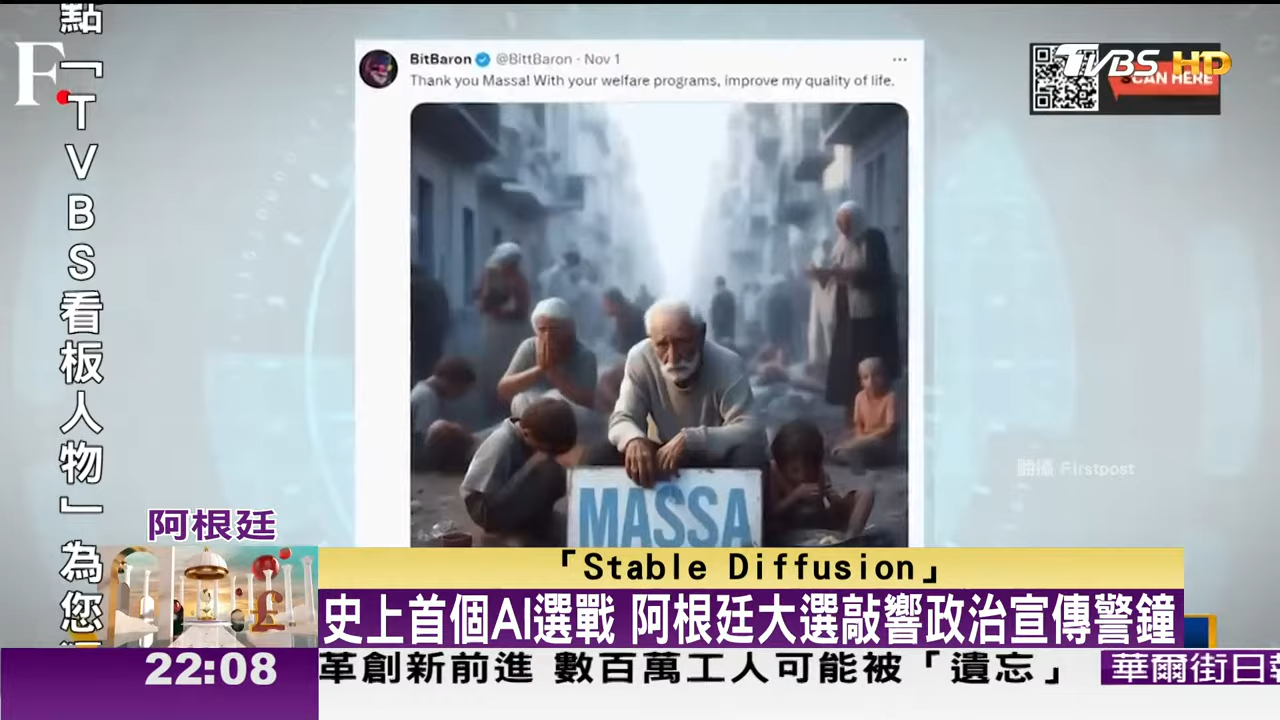 點「TVBS看板人物」為您
F.
BitBaron @BittBaron · Nov 1
Thank you Massa! With your welfare programs, improve my quality of life.
TVBS HD
SCAN HERE
MASSA
翻攝 Firstpost
阿根廷
「Stable Diffusion」
史上首個AI選戰 阿根廷大選敲響政治宣傳警鐘
22:08
革創新前進 數百萬工人可能被「遺忘」 華爾街日報